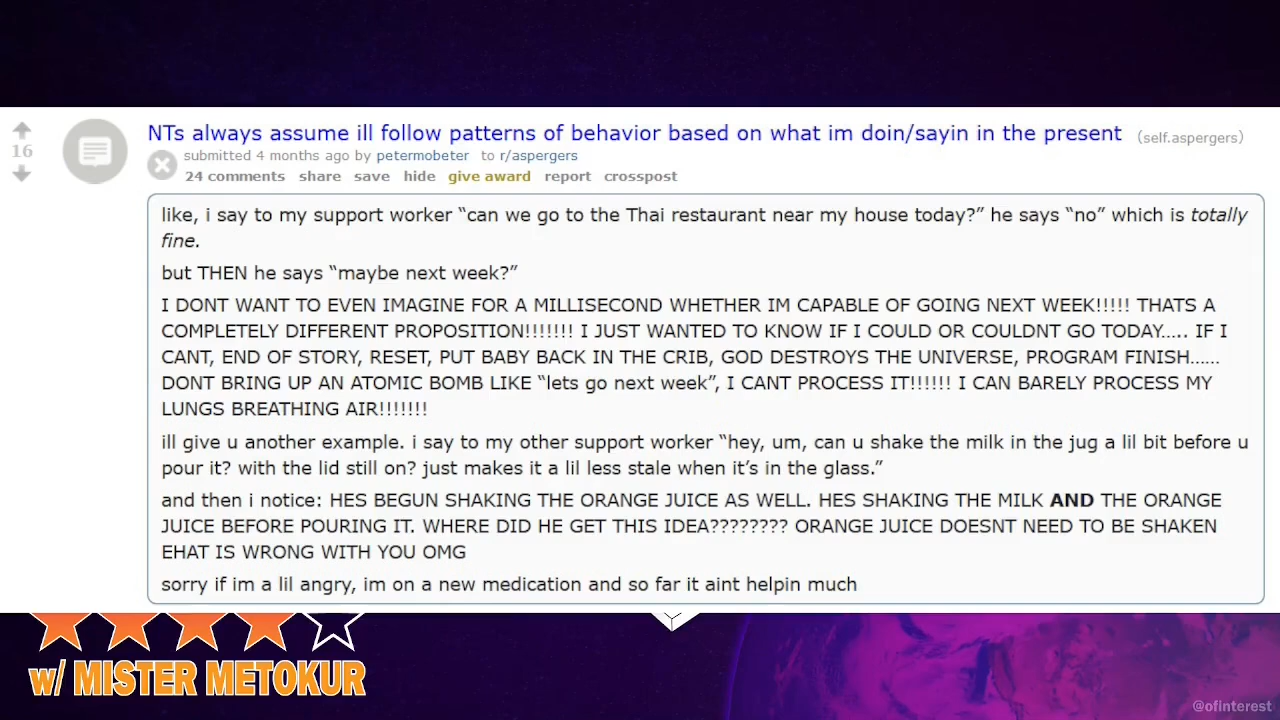 NTs always assume ill follow patterns of behavior based on what im doin/sayin in the present (self.aspergers)
16
submitted 4 months ago by petermobeter to r/aspergers
24 comments share save hide give award report crosspost
like, i say to my support worker “can we go to the Thai restaurant near my house today?” he says “no” which is totally
fine.
but THEN he says “maybe next week?”
I DONT WANT TO EVEN IMAGINE FOR A MILLISECOND WHETHER IM CAPABLE OF GOING NEXT WEEK!!!!! THATS A
COMPLETELY DIFFERENT PROPOSITION!!!!!!! I JUST WANTED TO KNOW IF I COULD OR COULDNT GO TODAY..... IF I
CANT, END OF STORY, RESET, PUT BABY BACK IN THE CRIB, GOD DESTROYS THE UNIVERSE, PROGRAM FINISH......
DONT BRING UP AN ATOMIC BOMB LIKE “lets go next week”, I CANT PROCESS IT!!!!!! I CAN BARELY PROCESS MY
LUNGS BREATHING AIR!!!!!!!
ill give u another example. i say to my other support worker “hey, um, can u shake the milk in the jug a lil bit before u
pour it? with the lid still on? just makes it a lil less stale when it’s in the glass.”
and then i notice: HES BEGUN SHAKING THE ORANGE JUICE AS WELL. HES SHAKING THE MILK AND THE ORANGE
JUICE BEFORE POURING IT. WHERE DID HE GET THIS IDEA???????? ORANGE JUICE DOESNT NEED TO BE SHAKEN
EHAT IS WRONG WITH YOU OMG
sorry if im a lil angry, im on a new medication and so far it aint helpin much
w/ MISTER METOKUR
@ofinterest